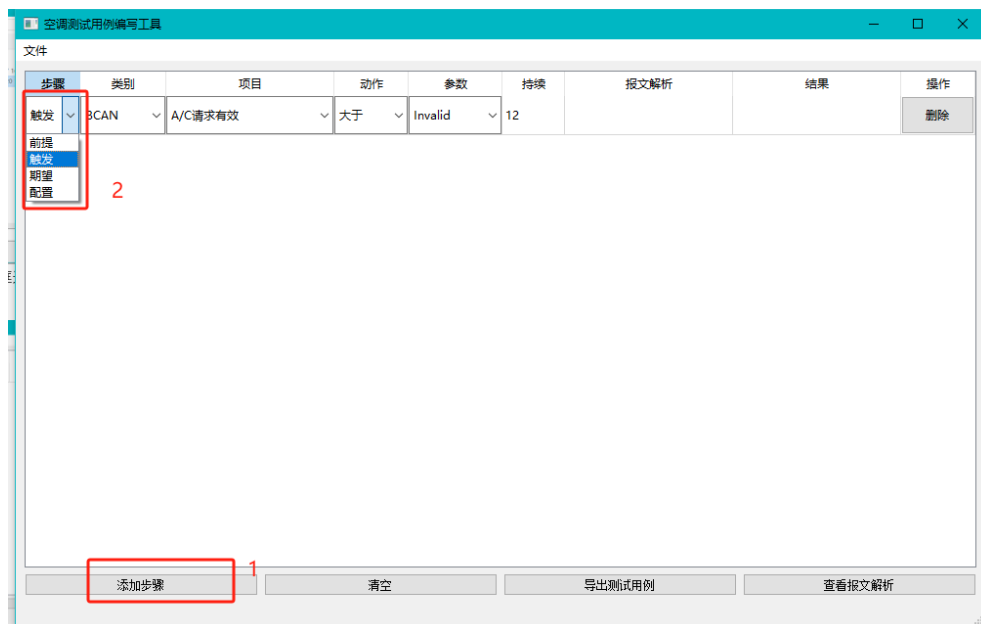 空调测试用例编写工具
文件
步骤 类别 项目 动作 参数 持续 报文解析 结果 操作
触发 BCAN A/C请求有效 大于 Invalid 12 删除
前提
触发
期望
配置
2
1
添加步骤 清空 导出测试用例 查看报文解析